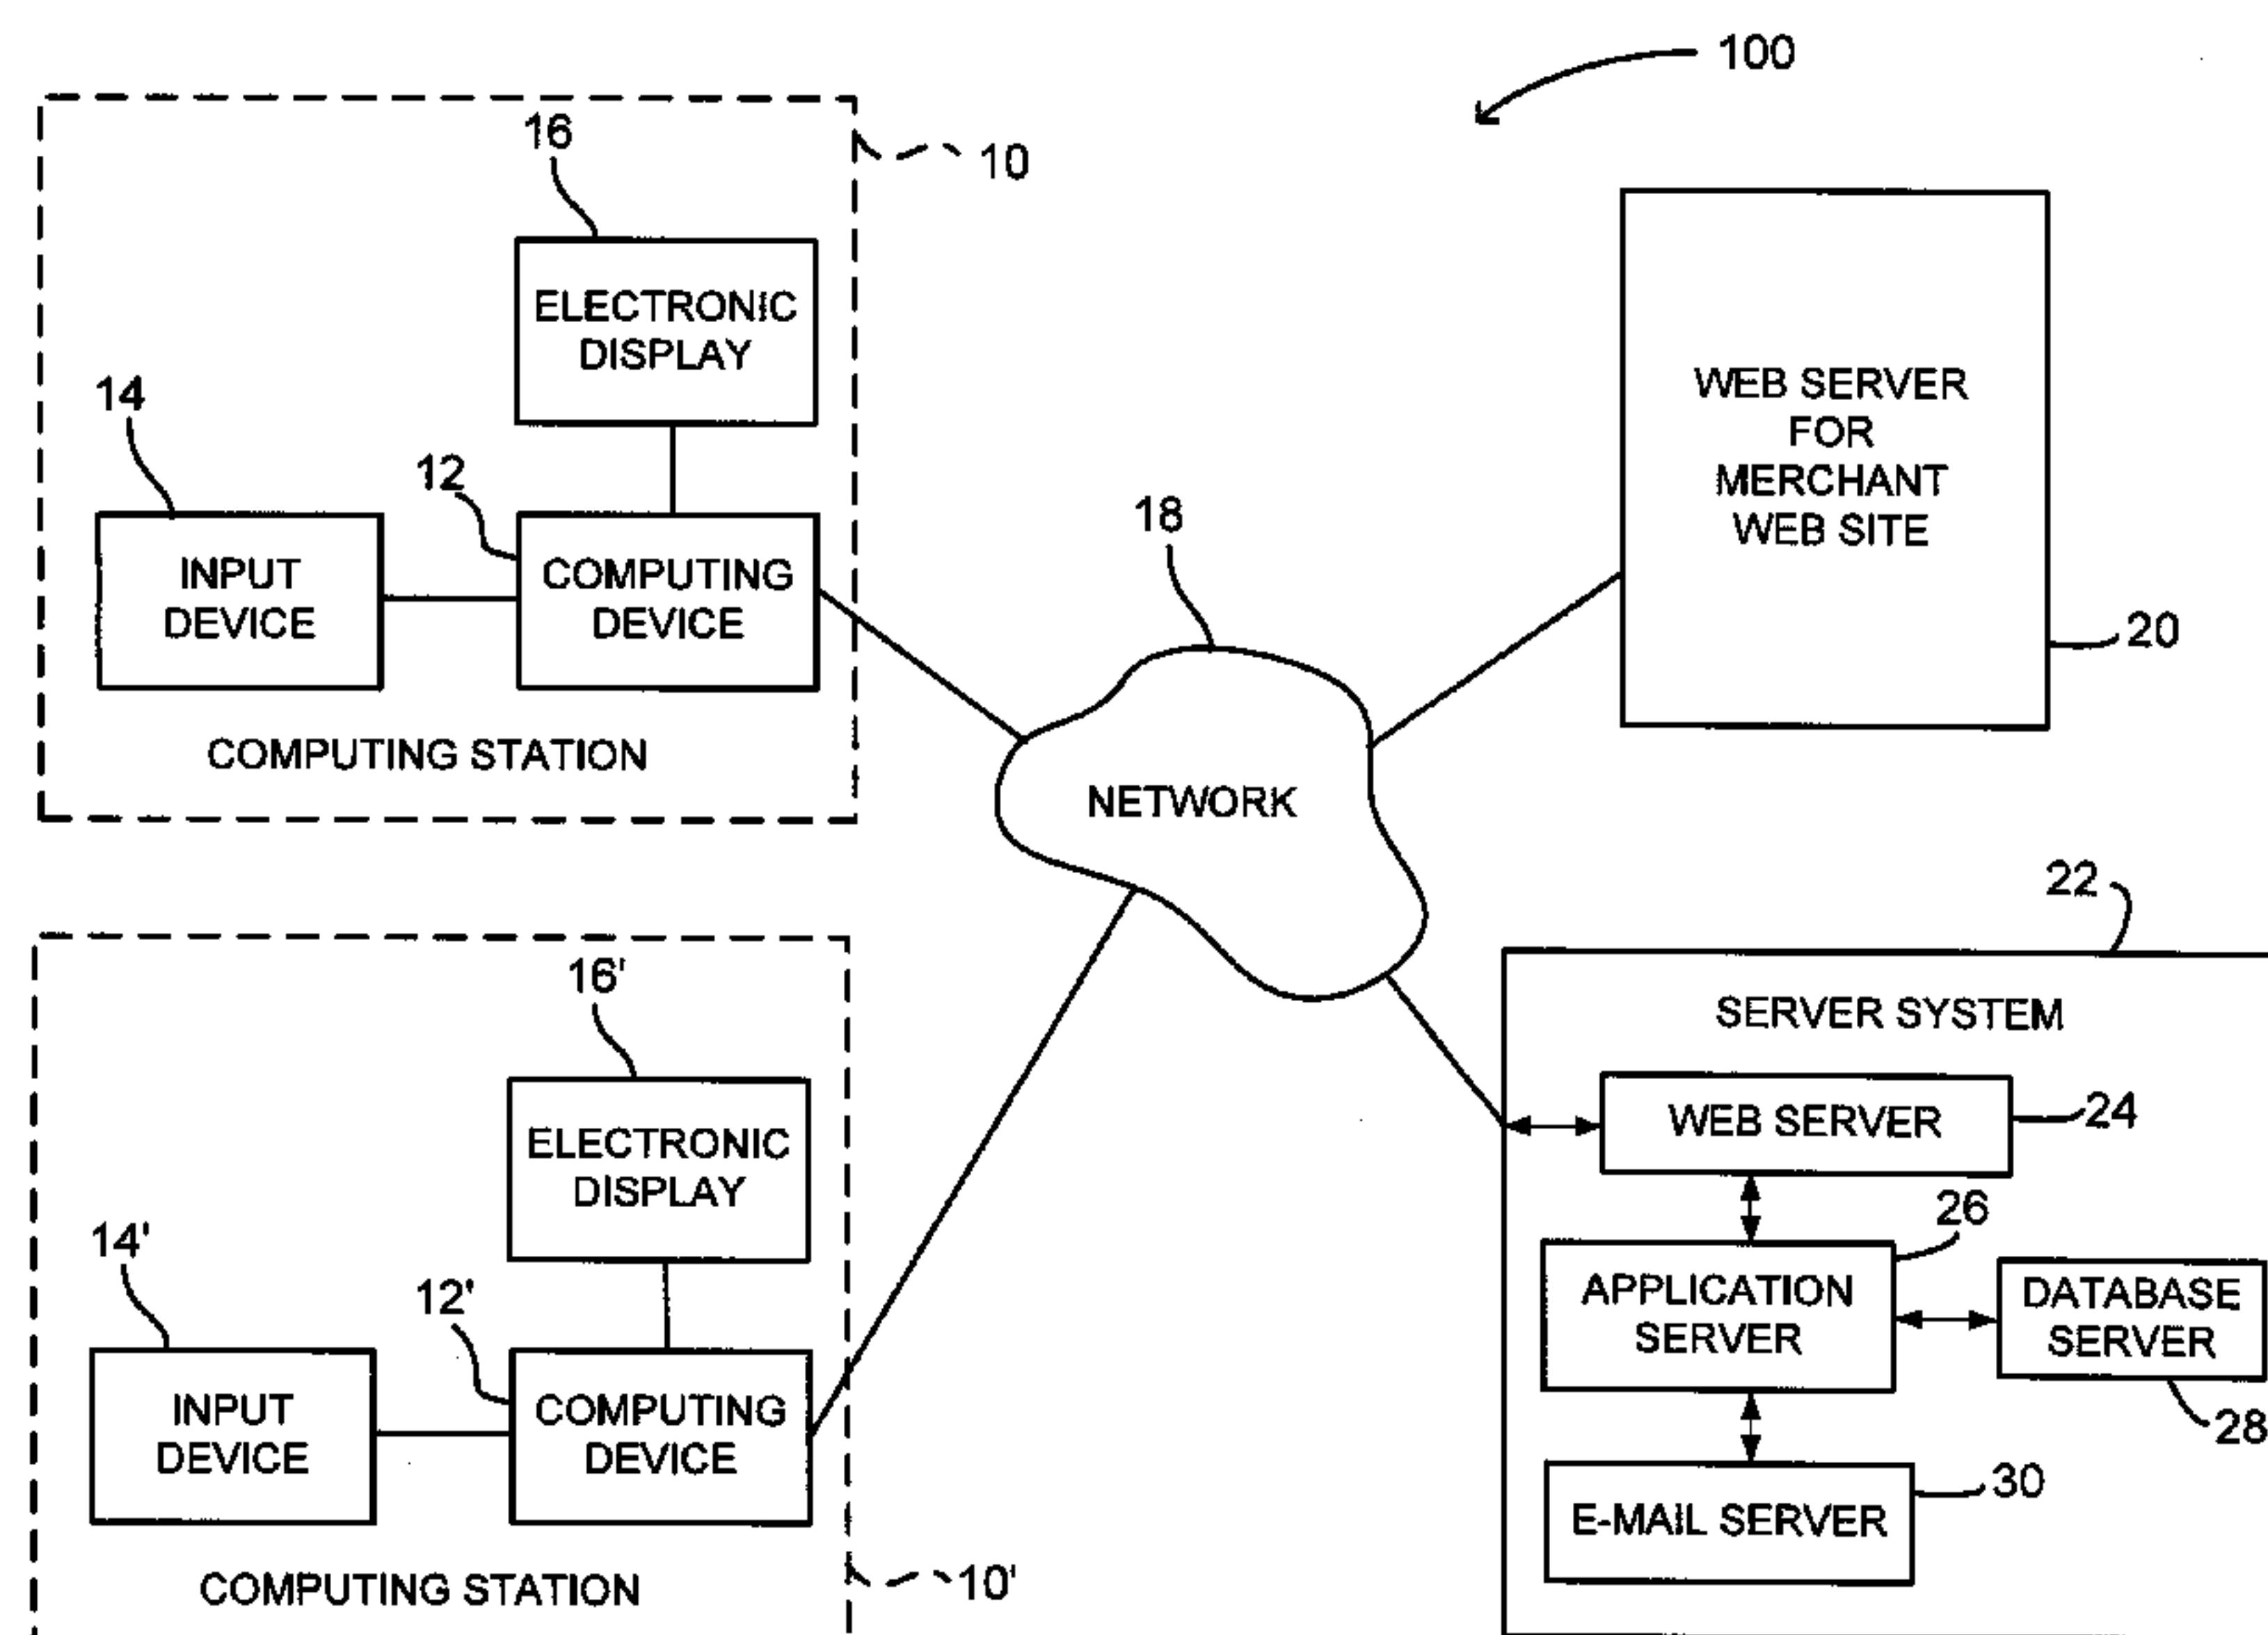 100
16
10
ELECTRONIC
DISPLAY
14
12
INPUT
DEVICE
COMPUTING
DEVICE
COMPUTING STATION
18
NETWORK
WEB SERVER
FOR
MERCHANT
WEB SITE
20
16'
ELECTRONIC
DISPLAY
14'
12'
INPUT
DEVICE
COMPUTING
DEVICE
COMPUTING STATION
10'
22
SERVER SYSTEM
WEB SERVER
24
26
APPLICATION
SERVER
DATABASE
SERVER
28
E-MAIL SERVER
30